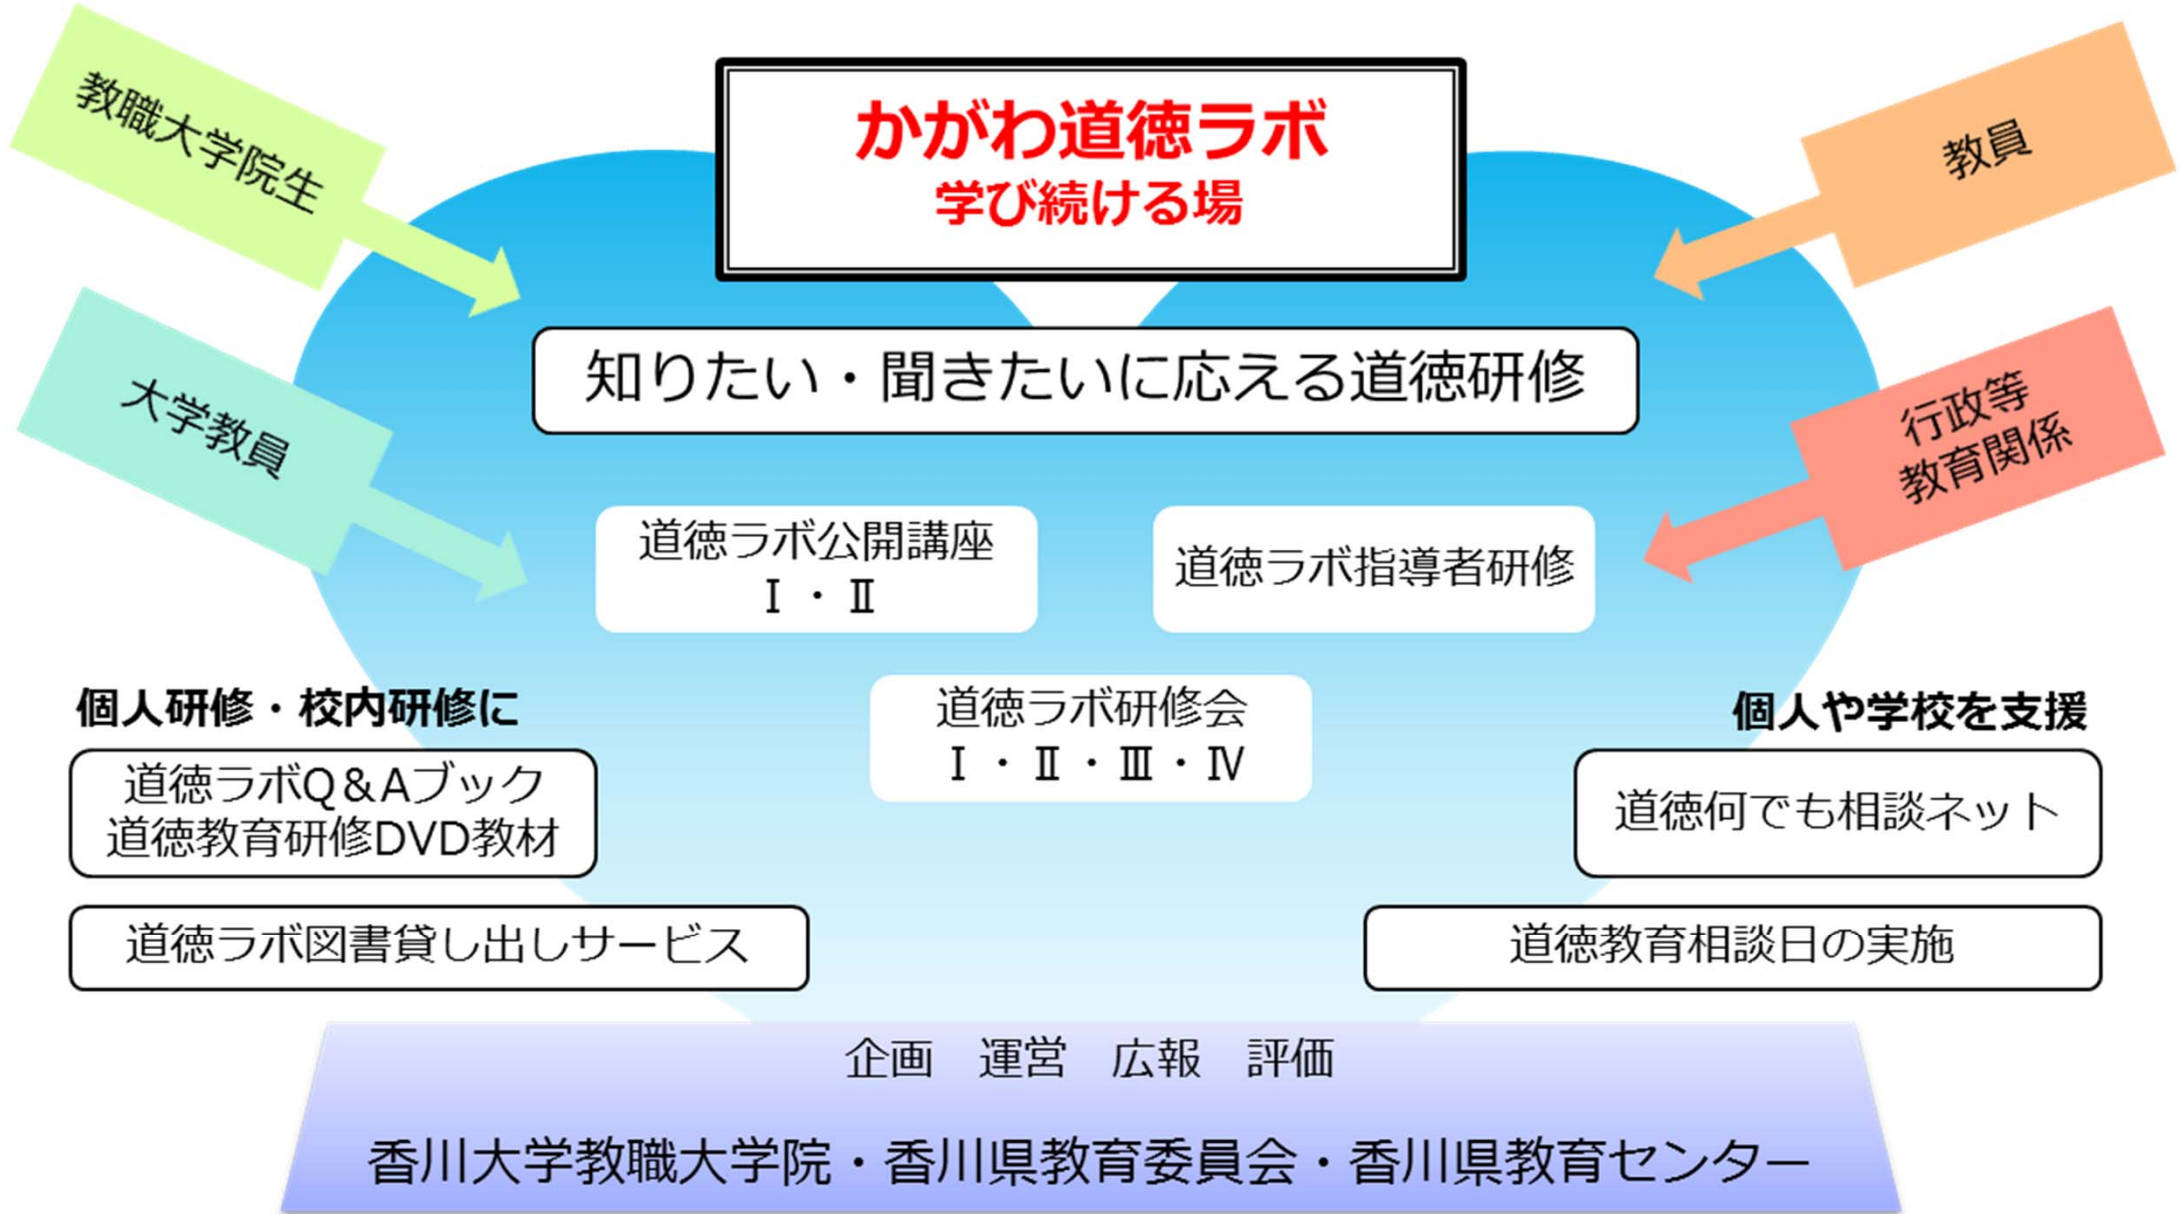 かがわ道徳ラボ
学び続ける場
教職大学院生
教員
大学教員
行政等
教育関係
知りたい・聞きたいに応える道徳研修
道徳ラボ公開講座
Ⅰ・Ⅱ
道徳ラボ指導者研修
道徳ラボ研修会
Ⅰ・Ⅱ・Ⅲ・Ⅳ
個人研修・校内研修に
道徳ラボQ＆Aブック
道徳教育研修DVD教材
道徳ラボ図書貸し出しサービス
個人や学校を支援
道徳何でも相談ネット
道徳教育相談日の実施
企画　運営　広報　評価
香川大学教職大学院・香川県教育委員会・香川県教育センター